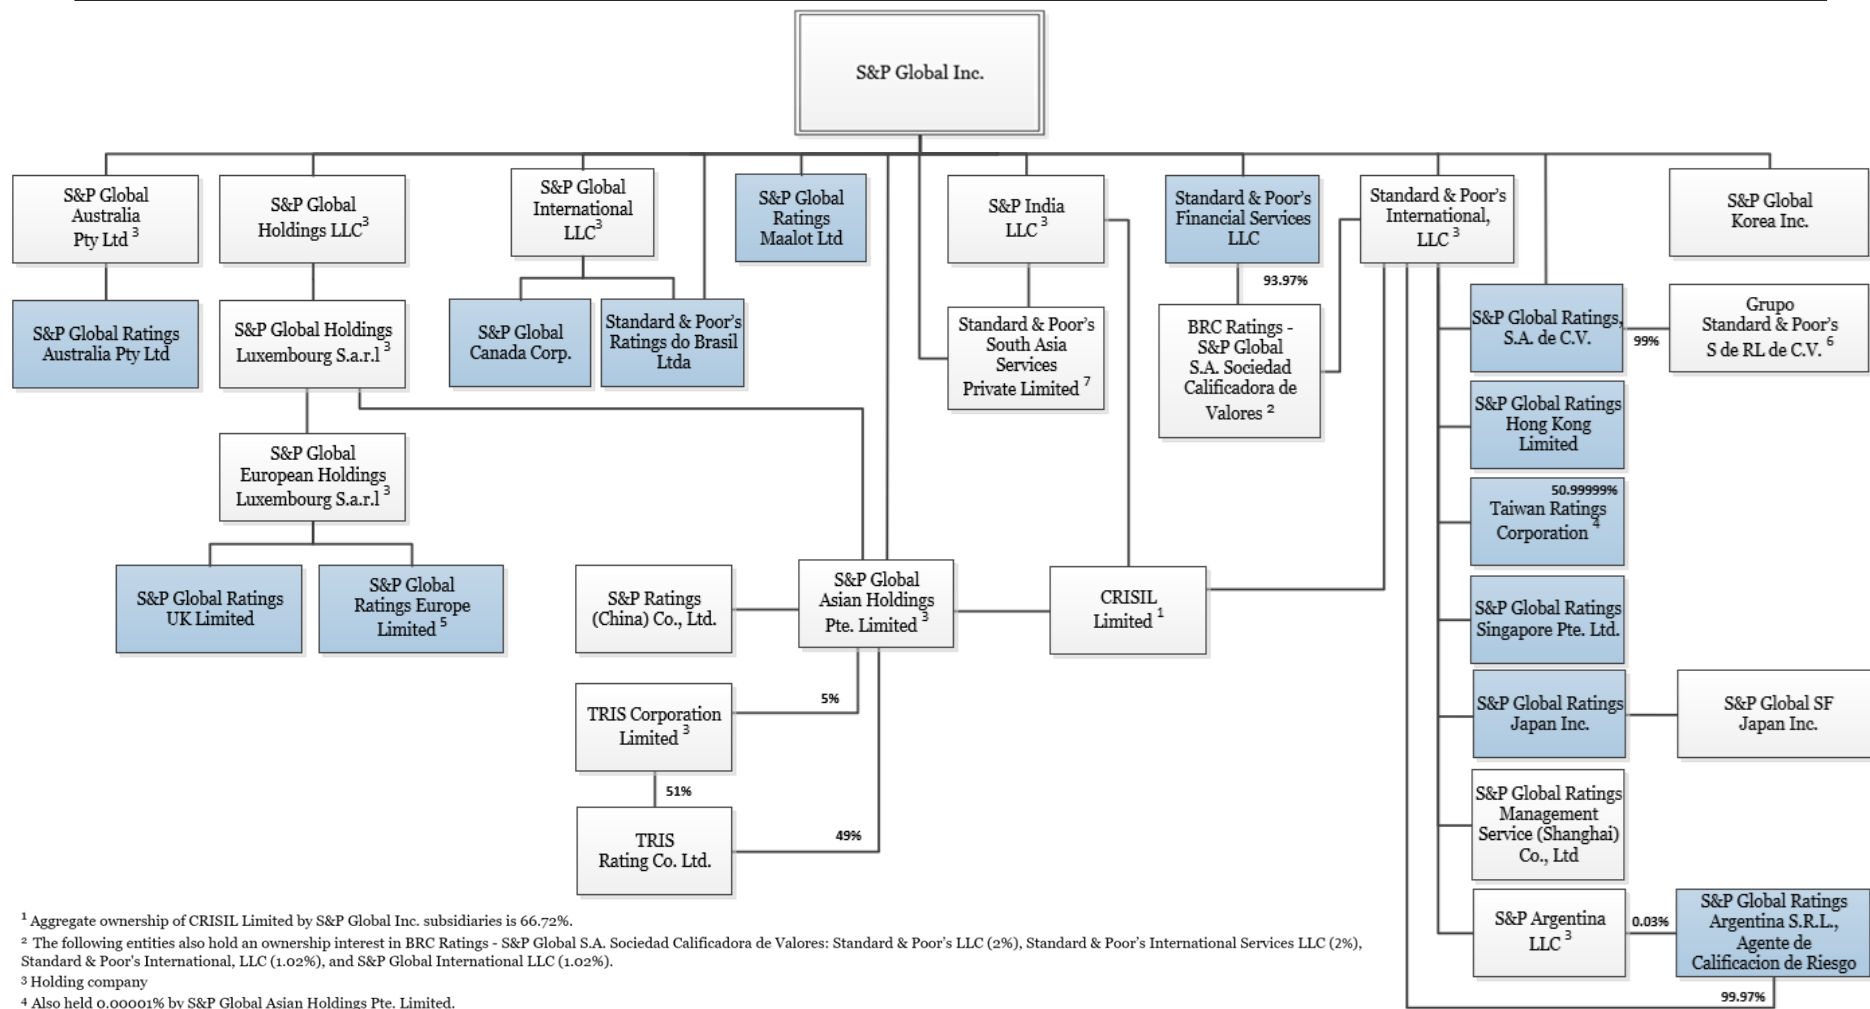 S&P Global Inc.
S&P Global
Australia
Pty Ltd 3
S&P Global
Holdings LLC3
S&P Global
International
LLC3
S&P Global
Ratings
Maalot Ltd
S&P India
LLC 3
Standard & Poor's
Financial Services
LLC
Standard & Poor's
International,
LLC 3
S&P Global
Korea Inc.
93.97%
S&P Global Ratings
Australia Pty Ltd
S&P Global Holdings
Luxembourg S.a.r.l 3
S&P Global
Canada Corp.
Standard & Poor's
Ratings do Brasil
Ltda
Standard & Poor's
South Asia
Services
Private Limited 7
BRC Ratings -
S&P Global
S.A. Sociedad
Calificadora de
Valores 2
S&P Global Ratings,
S.A. de C.V.
99%
Grupo
Standard & Poor's
S de RL de C.V. 6
S&P Global Ratings
Hong Kong
Limited
S&P Global
European Holdings
Luxembourg S.a.r.l 3
50.99999%
Taiwan Ratings
Corporation 4
S&P Global Ratings
UK Limited
S&P Global
Ratings Europe
Limited 5
S&P Ratings
(China) Co., Ltd.
S&P Global
Asian Holdings
Pte. Limited 3
CRISIL
Limited 1
S&P Global Ratings
Singapore Pte. Ltd.
5%
TRIS Corporation
Limited 3
S&P Global Ratings
Japan Inc.
S&P Global SF
Japan Inc.
51%
49%
TRIS
Rating Co. Ltd.
S&P Global Ratings
Management
Service (Shanghai)
Co., Ltd
S&P Argentina
LLC 3
0.03%
S&P Global Ratings
Argentina S.R.L.,
Agente de
Calificacion de Riesgo
99.97%
1 Aggregate ownership of CRISIL Limited by S&P Global Inc. subsidiaries is 66.72%.
2 The following entities also hold an ownership interest in BRC Ratings - S&P Global S.A. Sociedad Calificadora de Valores: Standard & Poor's LLC (2%), Standard & Poor's International Services LLC (2%),
Standard & Poor's International, LLC (1.02%), and S&P Global International LLC (1.02%).
3 Holding company
4 Also held 0.00001% by S&P Global Asian Holdings Pte. Limited.